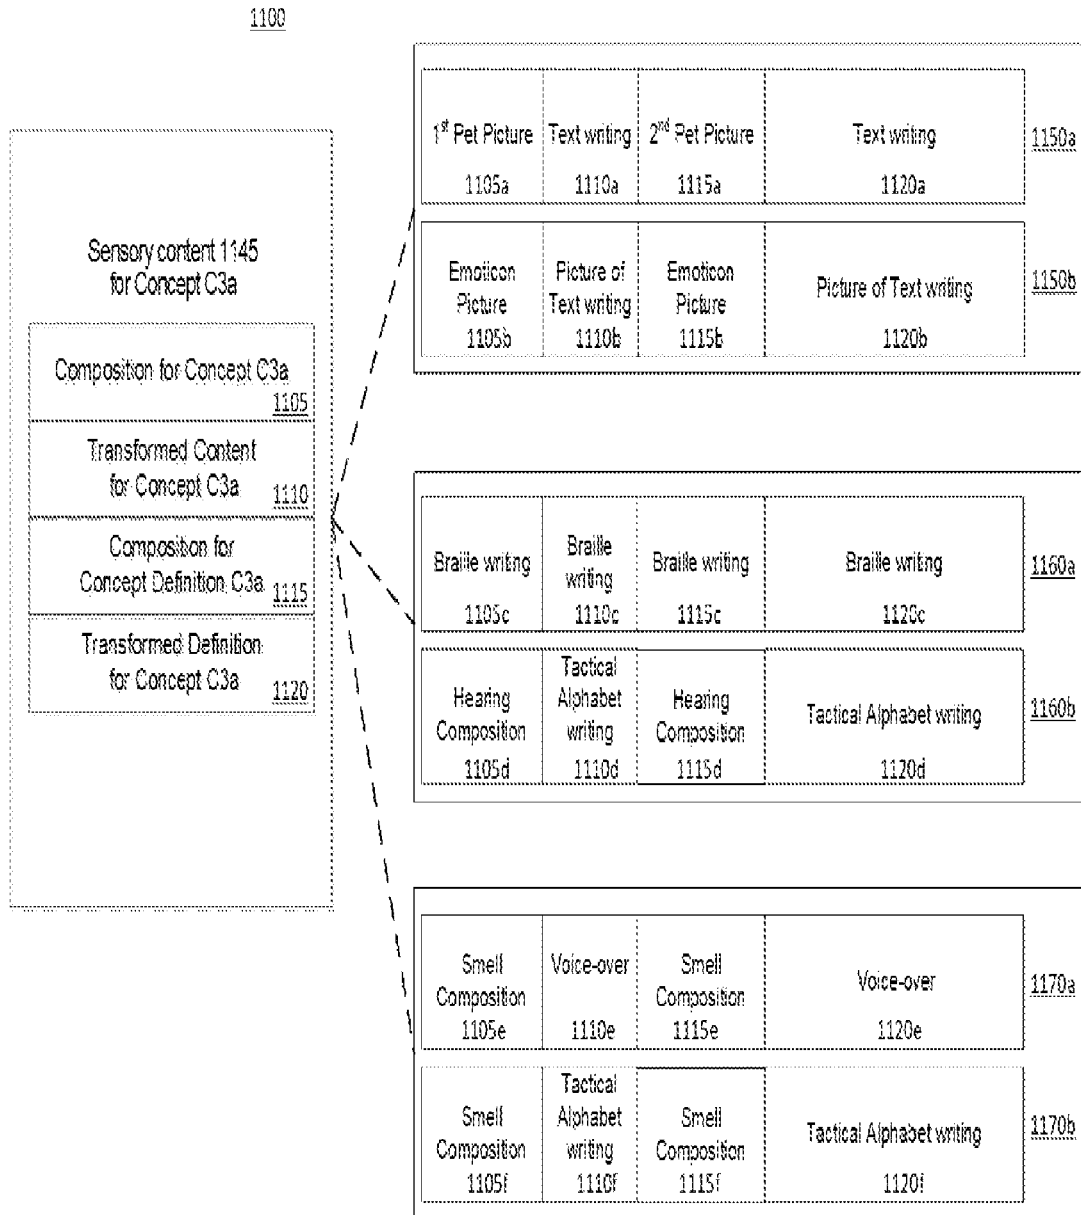 1100
Sensory content 1145
for Concept C3a
Composition for Concept C3a
1105
Transformed Content
for Concept C3a
1110
Composition for
Concept Definition C3a
1115
Transformed Definition
for Concept C3a
1120
1st Pet Picture
1105a
Text writing
1110a
2nd Pet Picture
1115a
Text writing
1120a
1150a
Emoticon
Picture
1105b
Picture of
Text writing
1110b
Emoticon
Picture
1115b
Picture of Text writing
1120b
1150b
Braille writing
1105c
Braille
writing
1110c
Braille writing
1115c
Braille writing
1120c
1160a
Hearing
Composition
1105d
Tactical
Alphabet
writing
1110d
Hearing
Composition
1115d
Tactical Alphabet writing
1120d
1160b
Smell
Composition
1105e
Voice-over
1110e
Smell
Composition
1115e
Voice-over
1120e
1170a
Smell
Composition
1105f
Tactical
Alphabet
writing
1110f
Smell
Composition
1115f
Tactical Alphabet writing
1120f
1170b